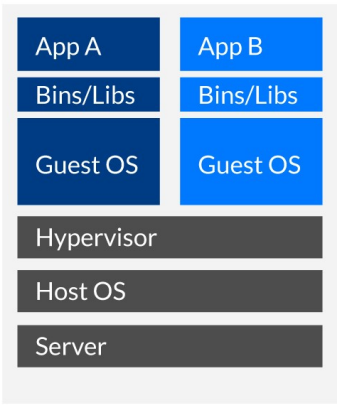 App A
App B
Bins/Libs
Bins/Libs
Guest OS
Guest OS
Hypervisor
Host OS
Server